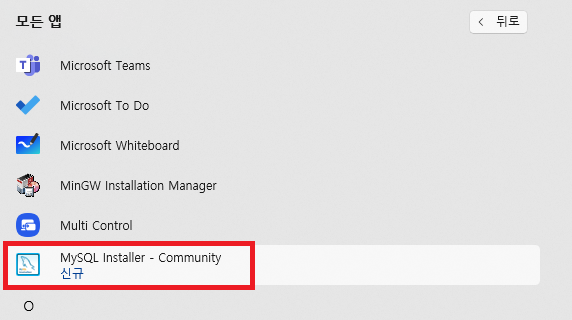 모든 앱
뒤로
Microsoft Teams
Microsoft To Do
Microsoft Whiteboard
MinGW Installation Manager
Multi Control
MySQL Installer - Community
신규
O